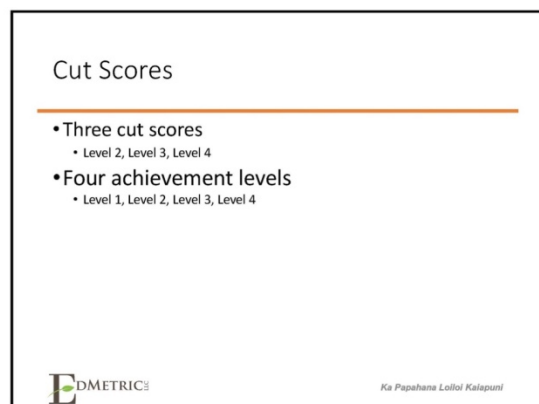 Cut Scores
• Three cut scores
• Level 2, Level 3, Level 4
• Four achievement levels
• Level 1, Level 2, Level 3, Level 4
EDMETRIC LLC
Ka Papahana Loiloi Kaiapuni